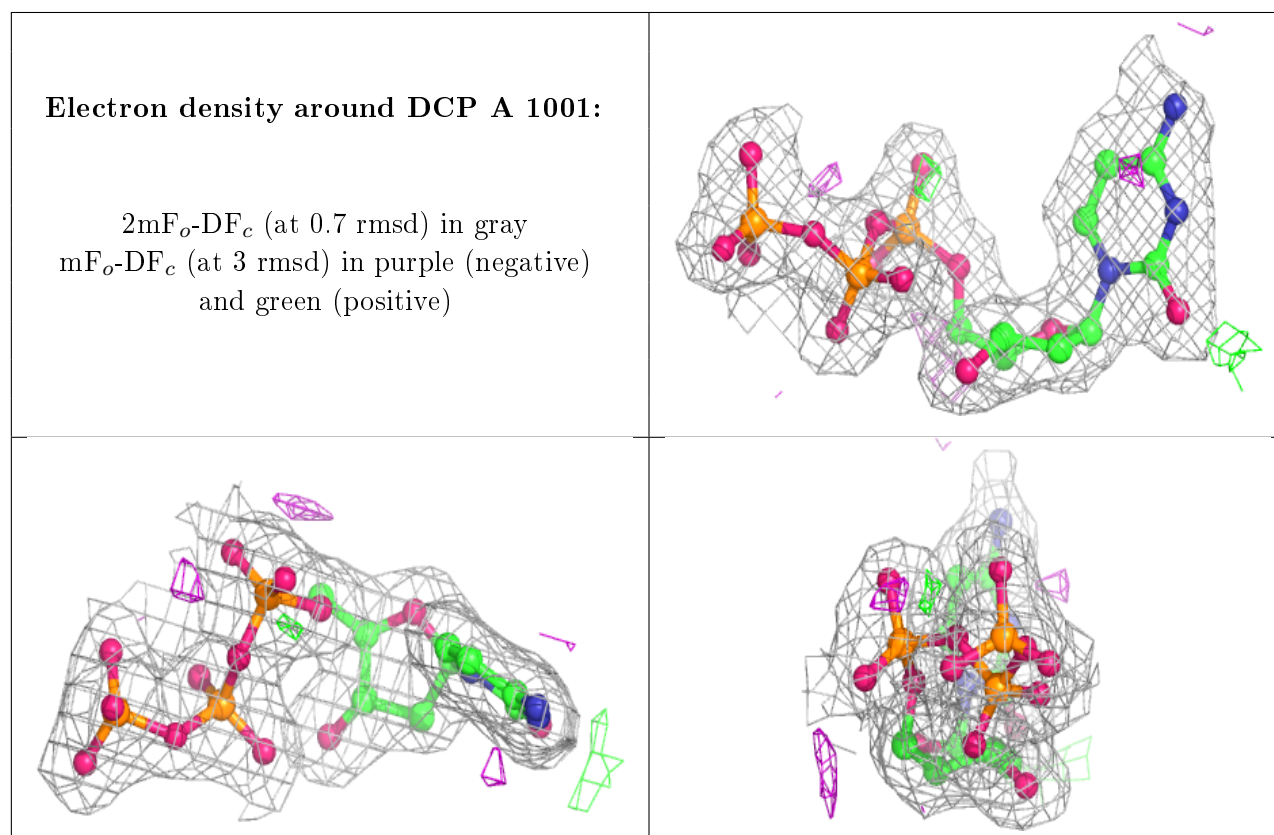 Electron density around DCP A 1001:
2mFₒ-DF𝒸 (at 0.7 rmsd) in gray
mFₒ-DF𝒸 (at 3 rmsd) in purple (negative)
and green (positive)